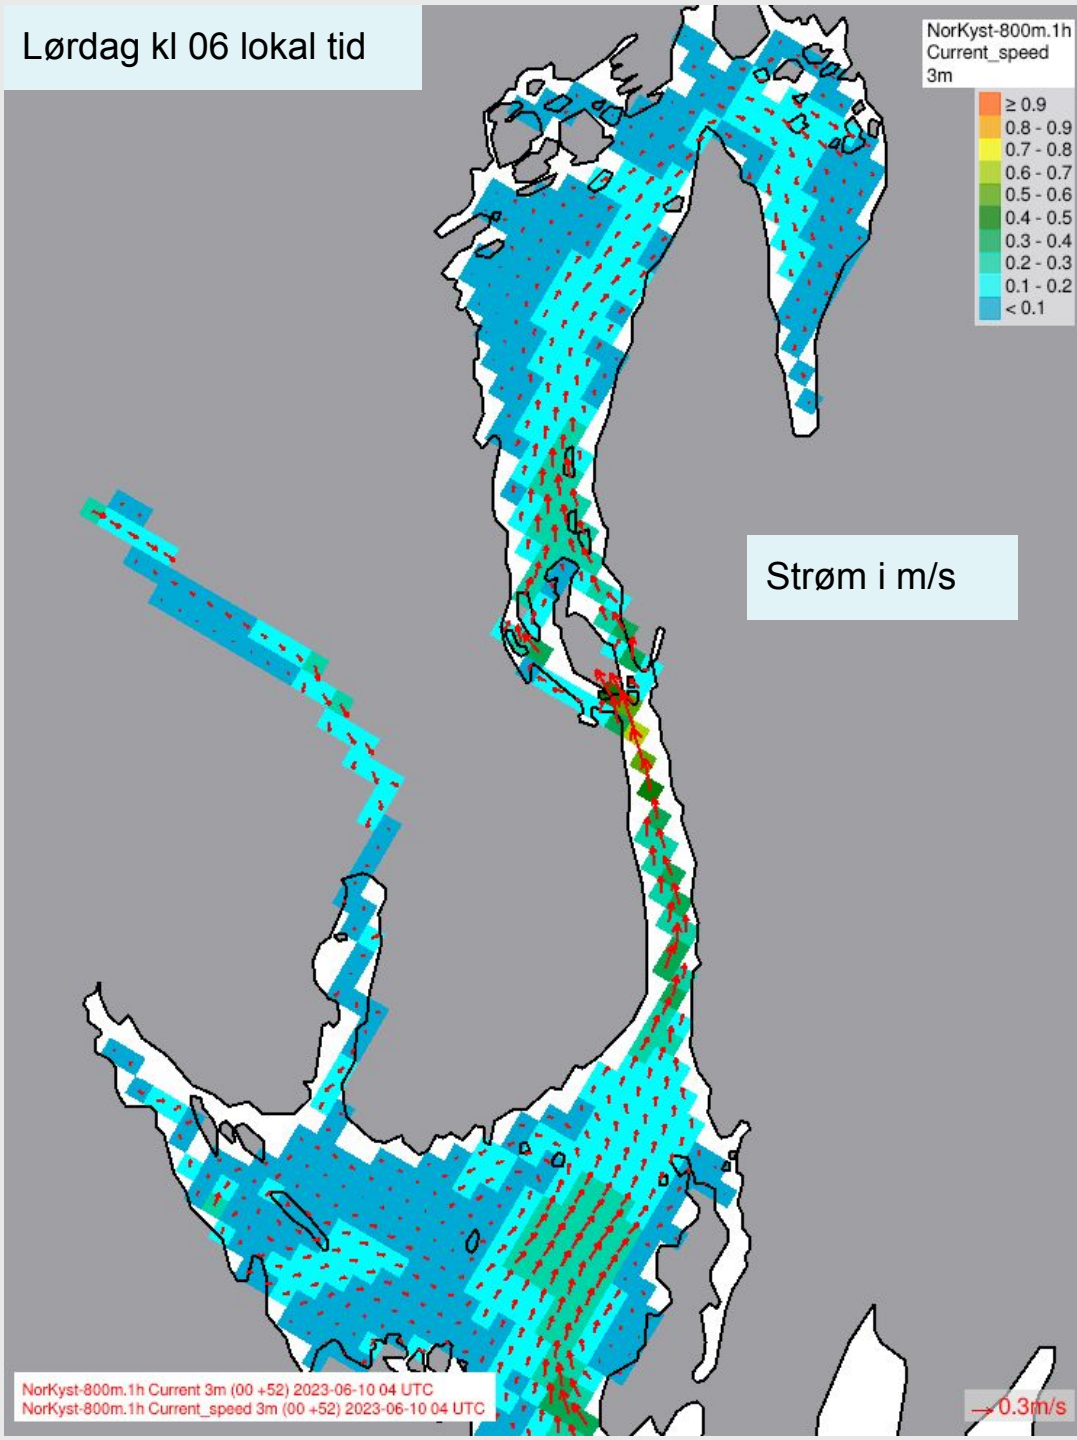 Lørdag kl 06 lokal tid
NorKyst-800m.1h
Current_speed
3m
≥ 0.9
0.8 - 0.9
0.7 - 0.8
0.6 - 0.7
0.5 - 0.6
0.4 - 0.5
0.3 - 0.4
0.2 - 0.3
0.1 - 0.2
< 0.1
Strøm i m/s
NorKyst-800m.1h Current 3m (00 +52) 2023-06-10 04 UTC
NorKyst-800m.1h Current_speed 3m (00 +52) 2023-06-10 04 UTC
0.3m/s